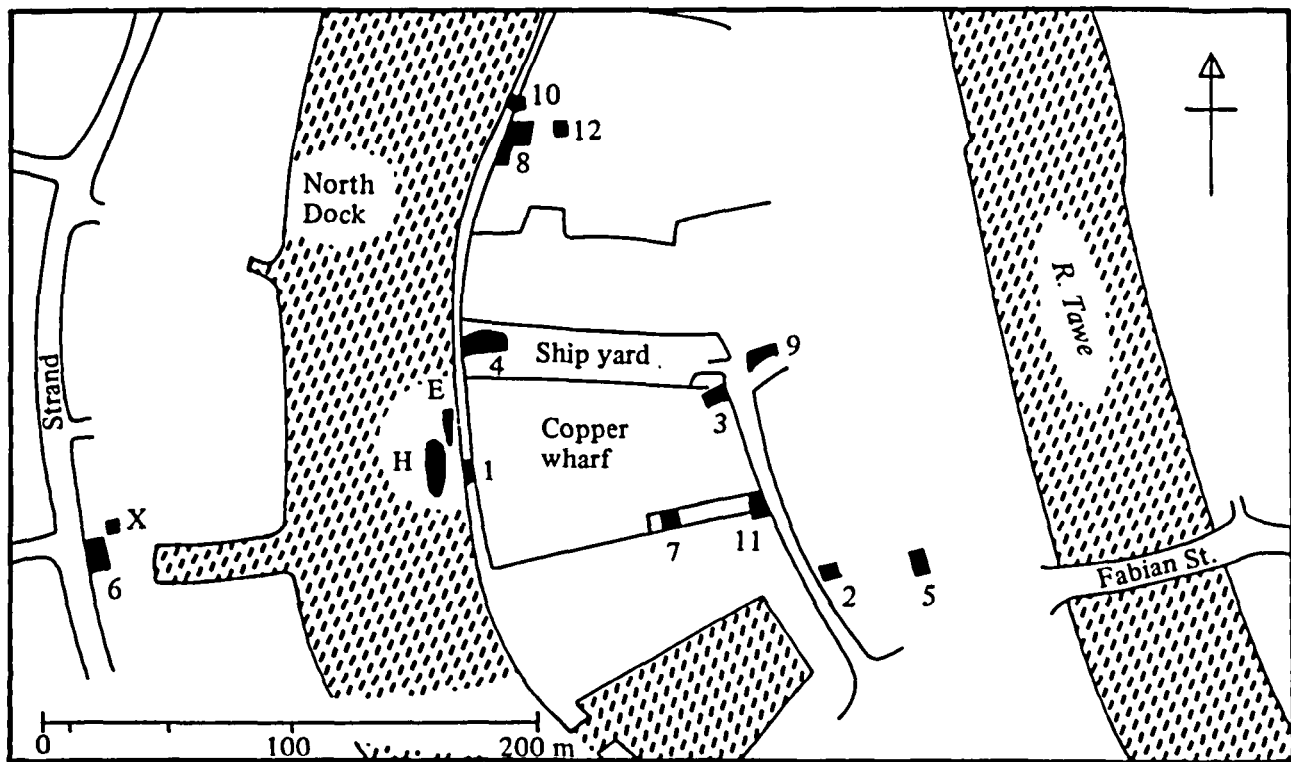 10
12
8
North
Dock
R. Tawe
Ship yard
4
9
Strand
E
3
Copper
wharf
H
1
X
7
11
6
2
5
Fabian St.
0
100
200 m